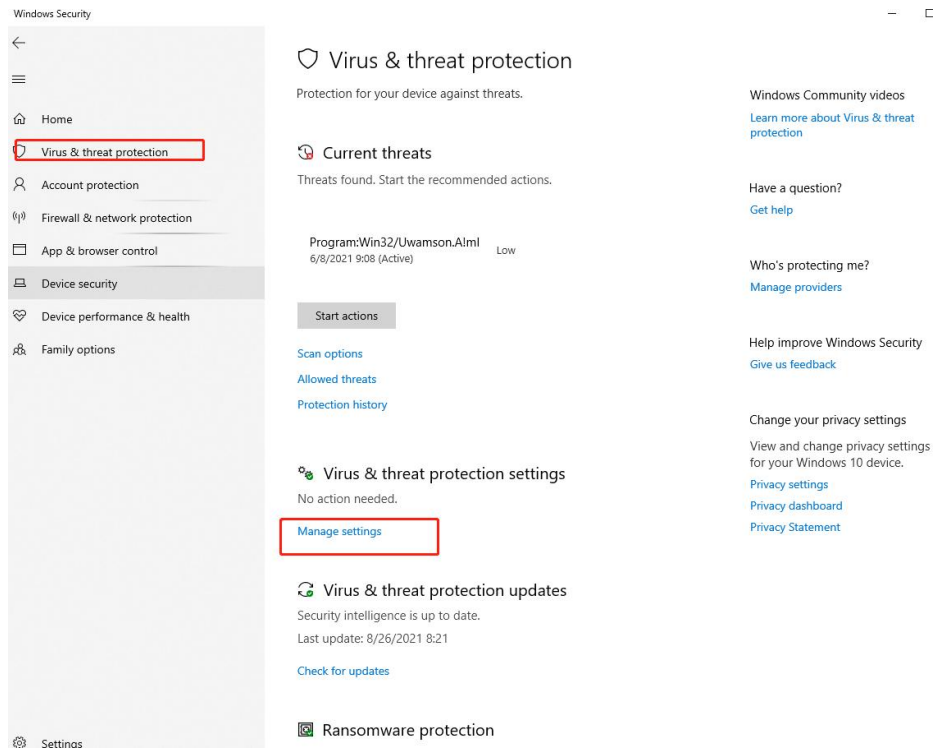 Windows Security
Home
Virus & threat protection
Account protection
Firewall & network protection
App & browser control
Device security
Device performance & health
Family options
Settings
Virus & threat protection
Protection for your device against threats.
Current threats
Threats found. Start the recommended actions.
Program:Win32/Uwamson.A!ml
6/8/2021 9:08 (Active)
Low
Start actions
Scan options
Allowed threats
Protection history
Virus & threat protection settings
No action needed.
Manage settings
Virus & threat protection updates
Security intelligence is up to date.
Last update: 8/26/2021 8:21
Check for updates
Ransomware protection
Windows Community videos
Learn more about Virus & threat
protection
Have a question?
Get help
Who's protecting me?
Manage providers
Help improve Windows Security
Give us feedback
Change your privacy settings
View and change privacy settings
for your Windows 10 device.
Privacy settings
Privacy dashboard
Privacy Statement